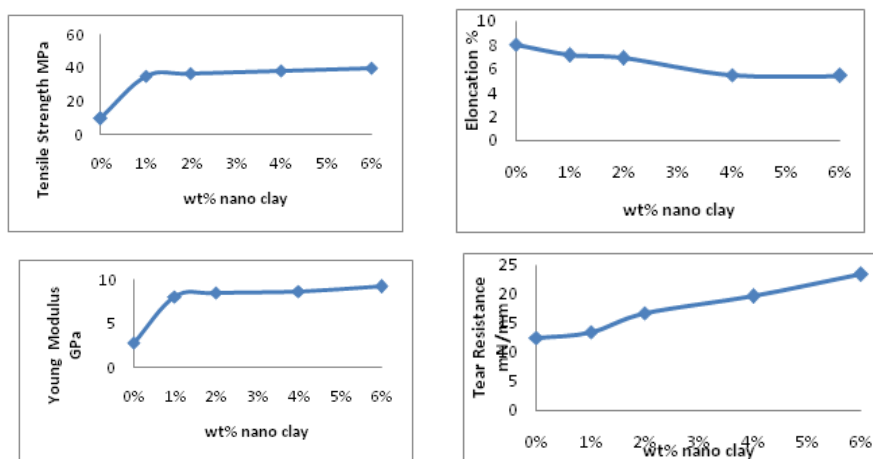 Tensile Strength MPa
60
40
20
0
0% 1% 2% 3% 4% 5% 6%
wt% nano clay
Eloncation %
10
8
6
4
2
0
0% 1% 2% 3% 4% 5% 6%
wt% nano clay
Young Modulus
GPa
10
5
0
0% 1% 2% 3% 4% 5% 6%
wt% nano clay
Tear Resistance
mN/mm
25
20
15
10
5
0
0% 1% 2% 3% 4% 5% 6%
wt% nano clay